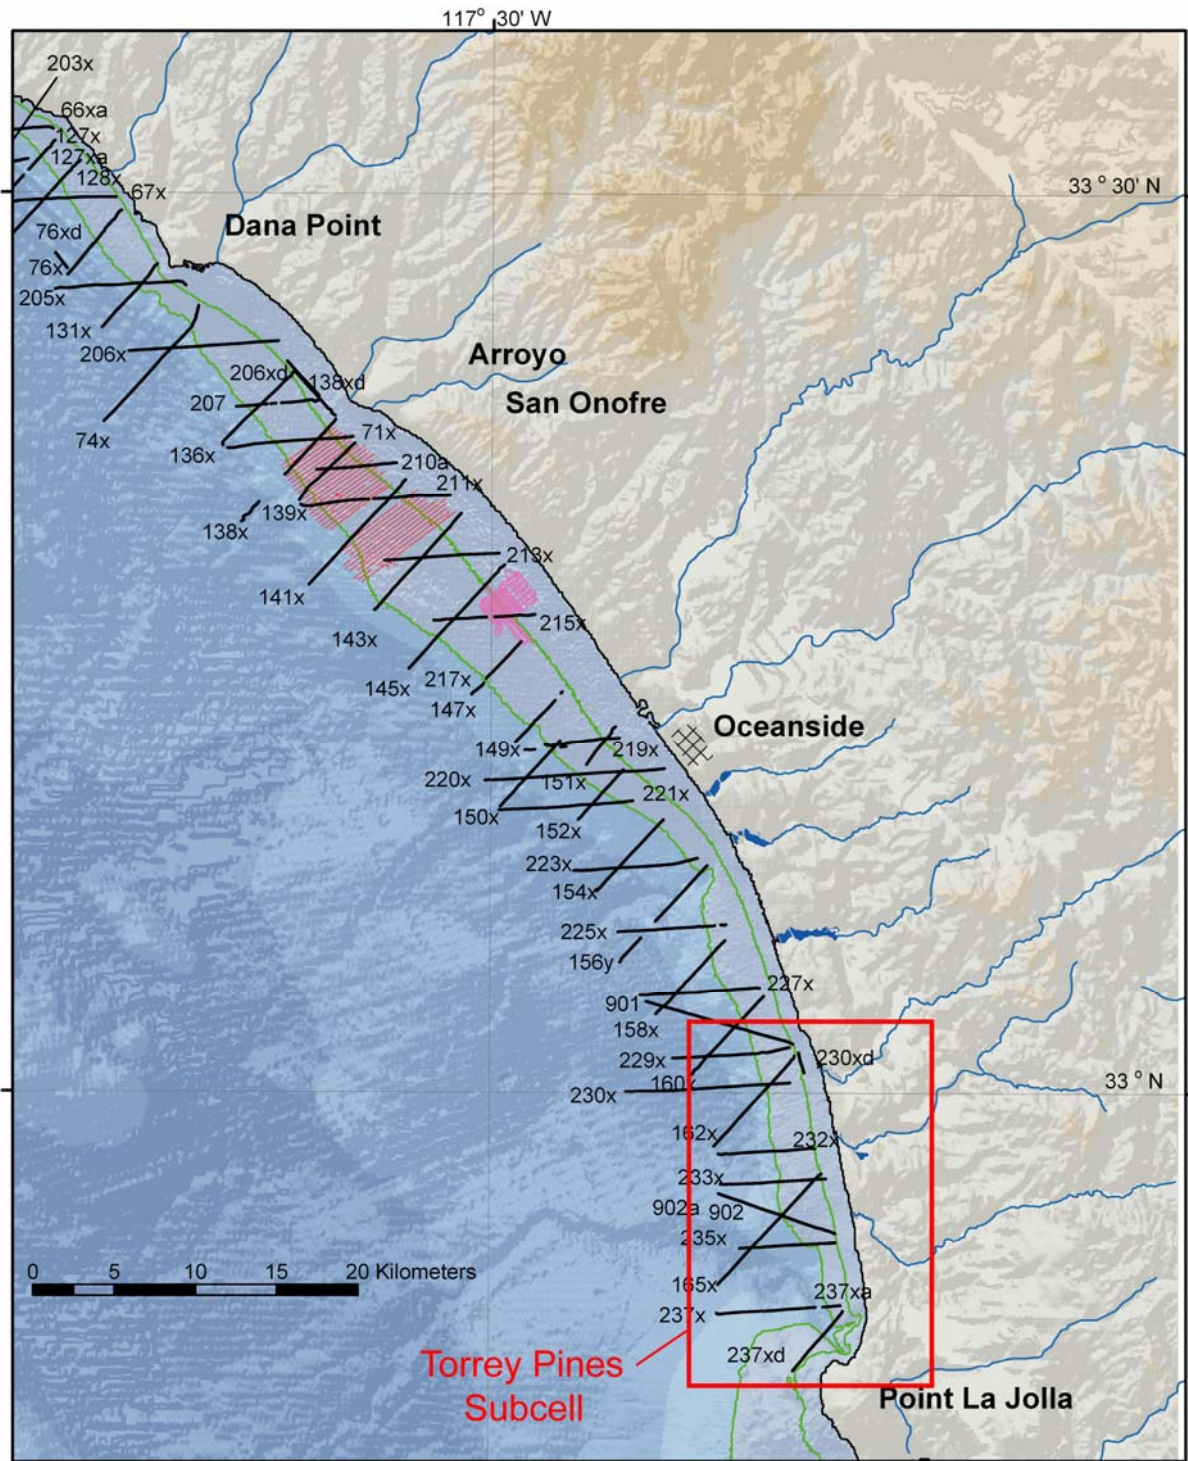 117° 30' W
203x
66xa
127x
127xa
128x
67x
33 ° 30' N
Dana Point
76xd
76x
205x
131x
206x
Arroyo
San Onofre
206xd
138xd
207
74x
136x
71x
210a
211x
139x
138x
213x
141x
215x
143x
217x
145x
147x
Oceanside
149x
219x
220x
151x
221x
150x
152x
223x
154x
225x
156y
227x
901
158x
229x
230xd
160x
230x
33 ° N
162x
232x
233x
902a
902
235x
0 5 10 15 20 Kilometers
165x
237xa
237x
237xd
Torrey Pines
Subcell
Point La Jolla